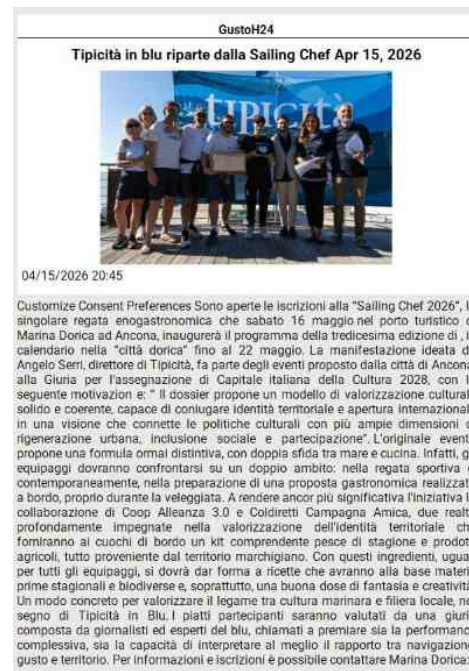 GustoH24
Tipicità in blu riparte dalla Sailing Chef Apr 15, 2026
TIPICITà
04/15/2026 20:45
Customize Consent Preferences Sono aperte le iscrizioni alla "Sailing Chef 2026",
singolare regata enogastronomica che sabato 16 maggio nel porto turistico
Marina Dorica ad Ancona, inaugurerà il programma della tredicesima edizione di ,
calendario nella "città dorica" fino al 22 maggio. La manifestazione ideata
Angelo Serri, direttore di Tipicità, fa parte degli eventi proposto dalla città di Ancona
alla Giuria per l'assegnazione di Capitale italiana della Cultura 2028, con
seguente motivazion e: " Il dossier propone un modello di valorizzazione cultural
solido e coerente, capace di coniugare identità territoriale e apertura internazional
in una visione che connette le politiche culturali con più ampie dimensioni
rigenerazione urbana, inclusione sociale e partecipazione". L'originale event
propone una formula ormai distintiva, con doppia sfida tra mare e cucina. Infatti, g
equipaggi dovranno confrontarsi su un doppio ambito: nella regata sportiva
contemporaneamente, nella preparazione di una proposta gastronomica realizzat
a bordo, proprio durante la veleggiata. A rendere ancor più significativa l'iniziativa
collaborazione di Coop Alleanza 3.0 e Coldiretti Campagna Amica, due realt
profondamente impegnate nella valorizzazione dell'identità territoriale ch
forniranno ai cuochi di bordo un kit comprendente pesce di stagione e prodot
agricoli, tutto proveniente dal territorio marchigiano. Con questi ingredienti, ugua
per tutti gli equipaggi, si dovrà dar forma a ricette che avranno alla base materi
prime stagionali e biodiverse e, soprattutto, una buona dose di fantasia e creatività
Un modo concreto per valorizzare il legame tra cultura marinara e filiera locale, ne
segno di Tipicità in Blu. I piatti partecipanti saranno valutati da una giuri
composta da giornalisti ed esperti del blu, chiamati a premiare sia la performanc
complessiva, sia la capacità di interpretare al meglio il rapporto tra navigazion
gusto e territorio. Per informazioni e iscrizioni è possibile contattare Marina Dorica